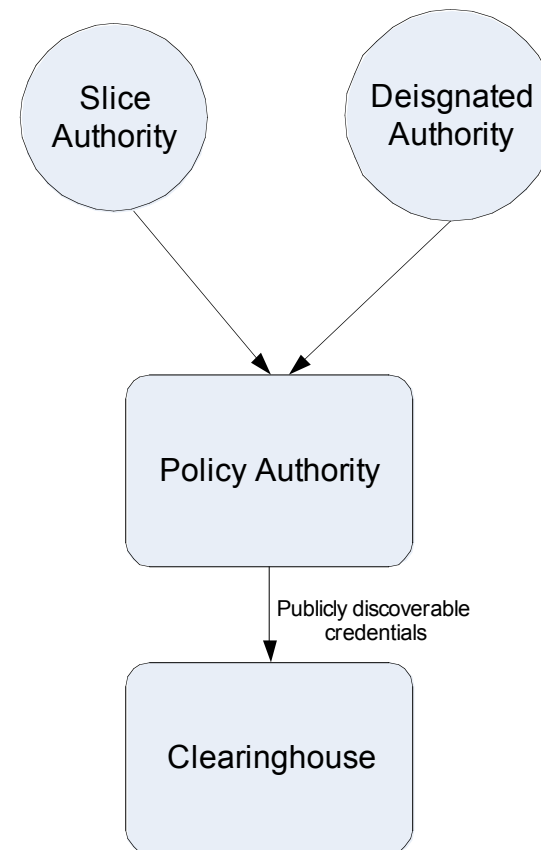 Slice
Authority
Deisgnated
Authority
Policy Authority
Publicly discoverable
credentials
Clearinghouse